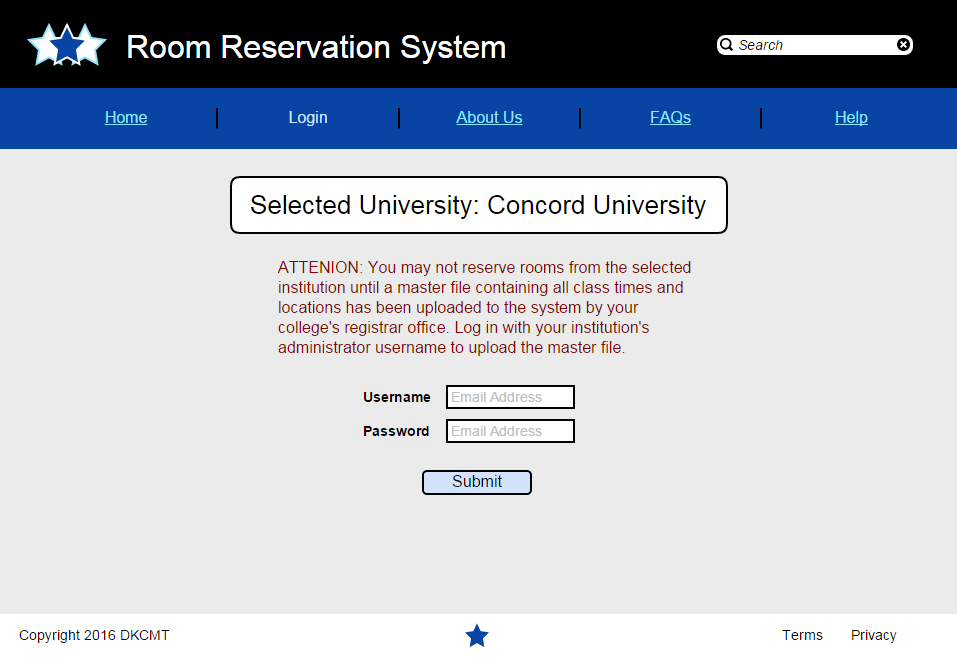 Room Reservation System
Search
Home
Login
About Us
FAQs
Help
Selected University: Concord University
ATTENION: You may not reserve rooms from the selected
institution until a master file containing all class times and
locations has been uploaded to the system by your
college's registrar office. Log in with your institution's
administrator username to upload the master file.
Username Email Address
Password Email Address
Submit
Copyright 2016 DKCMT
Terms
Privacy